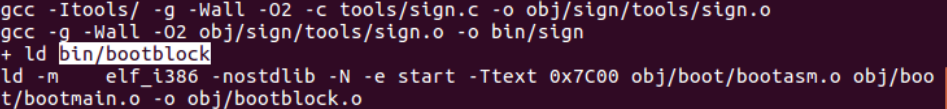 gcc -Itools/ -g -Wall -O2 -c tools/sign.c -o obj/sign/tools/sign.o
gcc -g -Wall -O2 obj/sign/tools/sign.o -o bin/sign
+ ld bin/bootblock
ld -m    elf_i386 -nostdlib -N -e start -Ttext 0x7C00 obj/boot/bootasm.o obj/boo
t/bootmain.o -o obj/bootblock.o